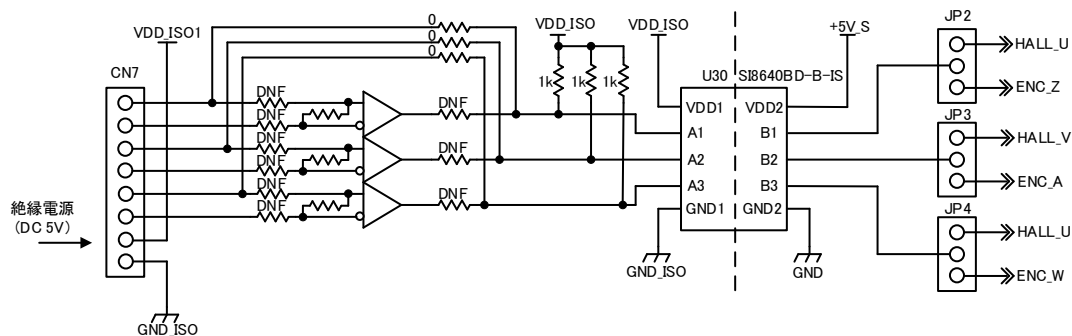 0
0
0
VDD_ISO1
CN7
DNF
DNF
DNF
DNF
DNF
DNF
DNF
DNF
DNF
VDD_ISO
1k
1k
1k
VDD_ISO
U30
SI8640BD-B-IS
+5V_S
VDD1
A1
A2
A3
GND1
VDD2
B1
B2
B3
GND2
GND_ISO
GND
JP2
HALL_U
ENC_Z
JP3
HALL_V
ENC_A
JP4
HALL_U
ENC_W
絶縁電源
(DC 5V)
GND_ISO